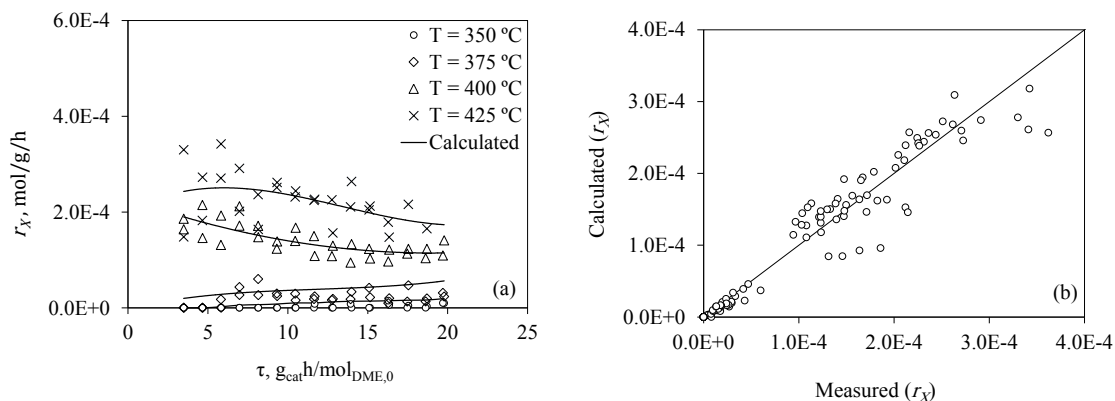 6.0E-4
4.0E-4
2.0E-4
0.0E+0
r_X, mol/g/h
○ T = 350 ºC
◇ T = 375 ºC
△ T = 400 ºC
× T = 425 ºC
Calculated
(a)
0 5 10 15 20 25
τ, g_cat h/mol_DME,0
4.0E-4
3.0E-4
2.0E-4
1.0E-4
0.0E+0
Calculated (r_X)
(b)
0.0E+0 1.0E-4 2.0E-4 3.0E-4 4.0E-4
Measured (r_X)